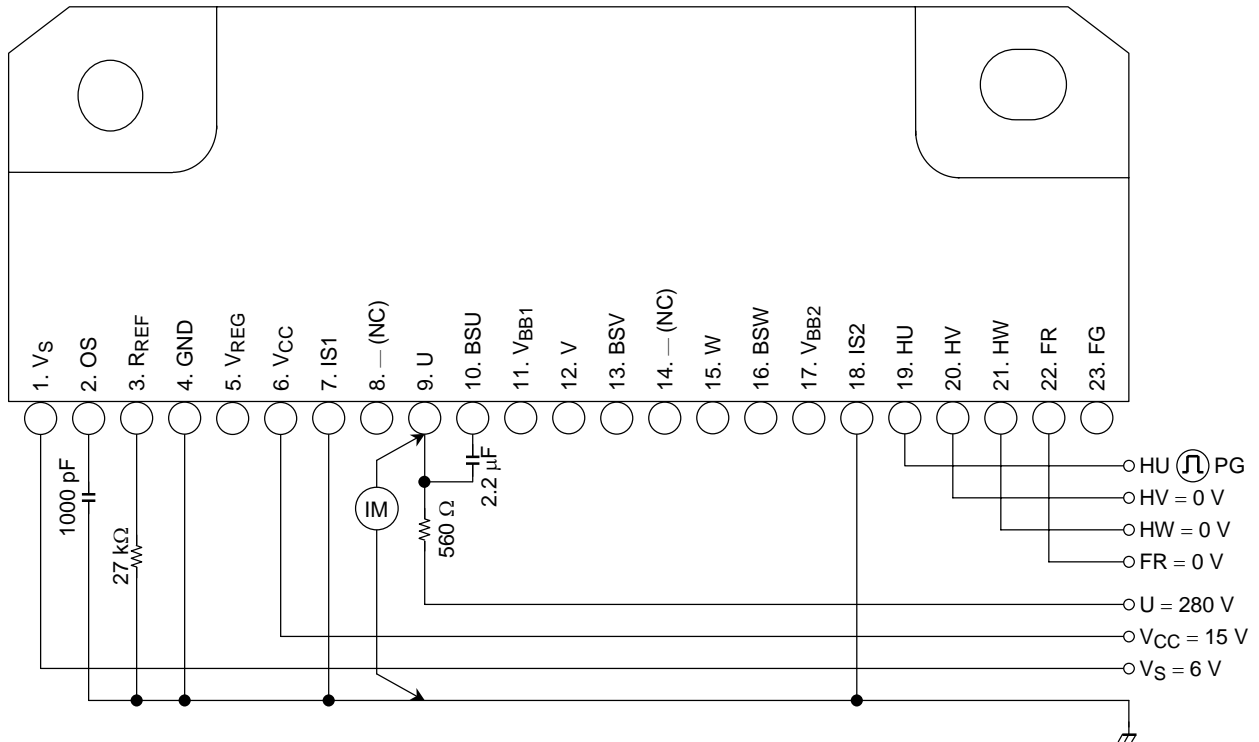 1. VS
2. OS
3. RREF
4. GND
5. VREG
6. VCC
7. IS1
8. — (NC)
9. U
10. BSU
11. VBB1
12. V
13. BSV
14. — (NC)
15. W
16. BSW
17. VBB2
18. IS2
19. HU
20. HV
21. HW
22. FR
23. FG
1000 pF
27 kΩ
IM
560 Ω
2.2 μF
HU PG
HV = 0 V
HW = 0 V
FR = 0 V
U = 280 V
VCC = 15 V
VS = 6 V